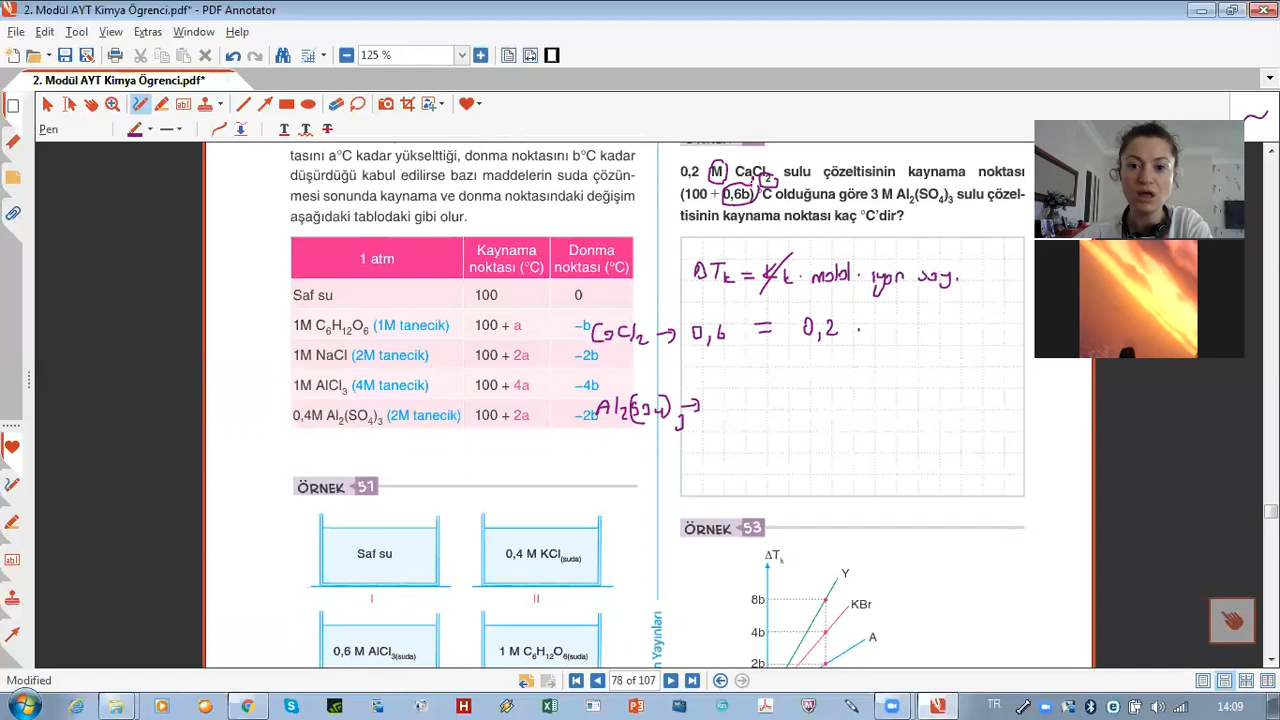 2. Modül AYT Kimya Ögrenci.pdf* - PDF Annotator
File Edit Tool Extras Window Help
125 %
2. Modül AYT Kimya Ögrenci.pdf*
Pen
tasını a°C kadar yükselttiği, donma noktasını b°C kadar
düşürdüğü kabul edilirse bazı maddelerin suda çözün-
mesi sonunda kaynama ve donma noktasındaki değişim
aşağıdaki tablodaki gibi olur.
1 atm Kaynama noktası (°C) Donma noktası (°C)
Saf su 100 0
1M C₆H₁₂O₆ (1M tanecik) 100 + a –b
1M NaCl (2M tanecik) 100 + 2a –2b
1M AlCl₃ (4M tanecik) 100 + 4a –4b
0,4M Al₂(SO₄)₃ (2M tanecik) 100 + 2a –2b
ÖRNEK 51
Saf su
I
0,4 M KCl(suda)
II
0,6 M AlCl₃(suda)
1 M C₆H₁₂O₆(suda)
0,2 M CaCl₂ sulu çözeltisinin kaynama noktası
(100 + 0,6b) °C olduğuna göre 3 M Al₂(SO₄)₃ sulu çözel-
tisinin kaynama noktası kaç °C'dir?
ΔTk = Kk · molal · iyon say.
CaCl₂ → 0,6 = 0,2 ·
Al₂(SO₄)₃ →
Yayınları
ÖRNEK 53
ΔTk
Y
8b
KBr
4b
A
2b
Modified
78 of 107
TR
14:09